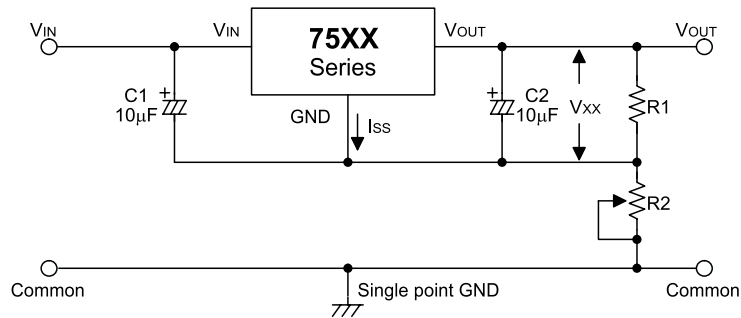 VIN VIN 75XX VOUT VOUT
Series
C1 + 10μF
GND ISS
+ C2 10μF
VXX
R1
R2
Common Single point GND Common